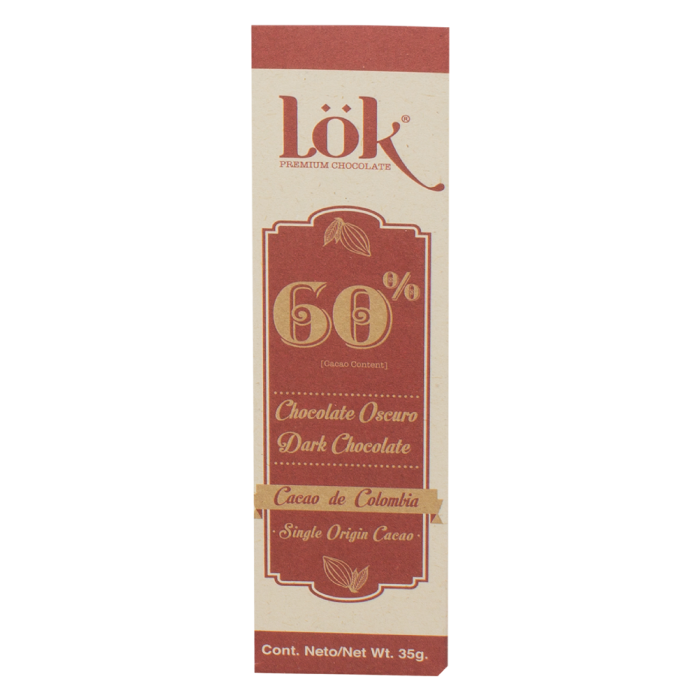 lök®
PREMIUM CHOCOLATE
60%
[Cacao Content]
Chocolate Oscuro
Dark Chocolate
Cacao de Colombia
· Single Origin Cacao ·
Cont. Neto/Net Wt. 35g.